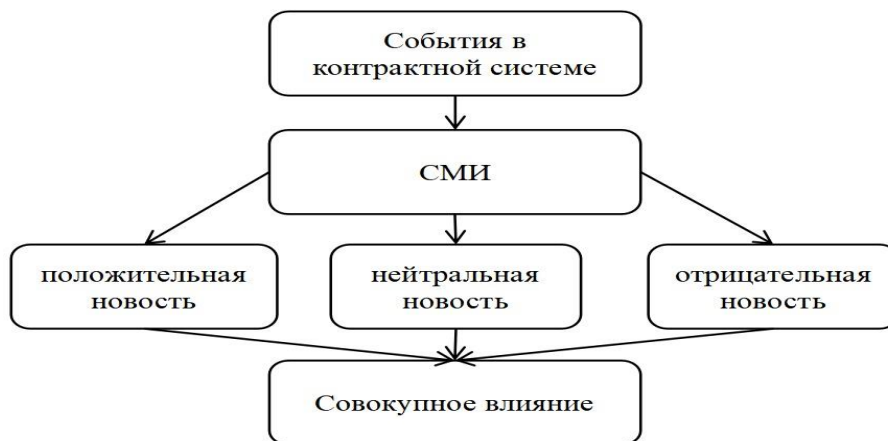 События в
контрактной системе
СМИ
положительная
новость
нейтральная
новость
отрицательная
новость
Совокупное влияние